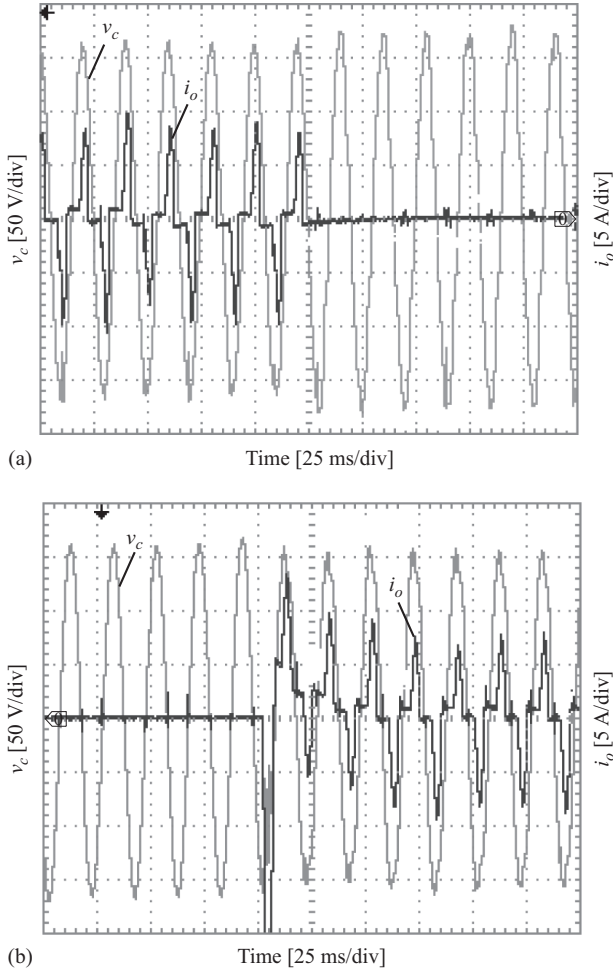 v_c
i_o
v_c [50 V/div]
i_o [5 A/div]
(a)
Time [25 ms/div]
v_c
i_o
v_c [50 V/div]
i_o [5 A/div]
(b)
Time [25 ms/div]